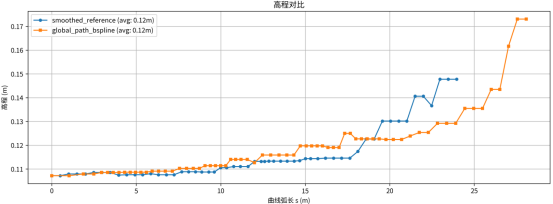 高程对比
smoothed_reference (avg: 0.12m)
global_path_bspline (avg: 0.12m)
高程 (m)
0.17
0.16
0.15
0.14
0.13
0.12
0.11
0
5
10
15
20
25
曲线弧长 s (m)